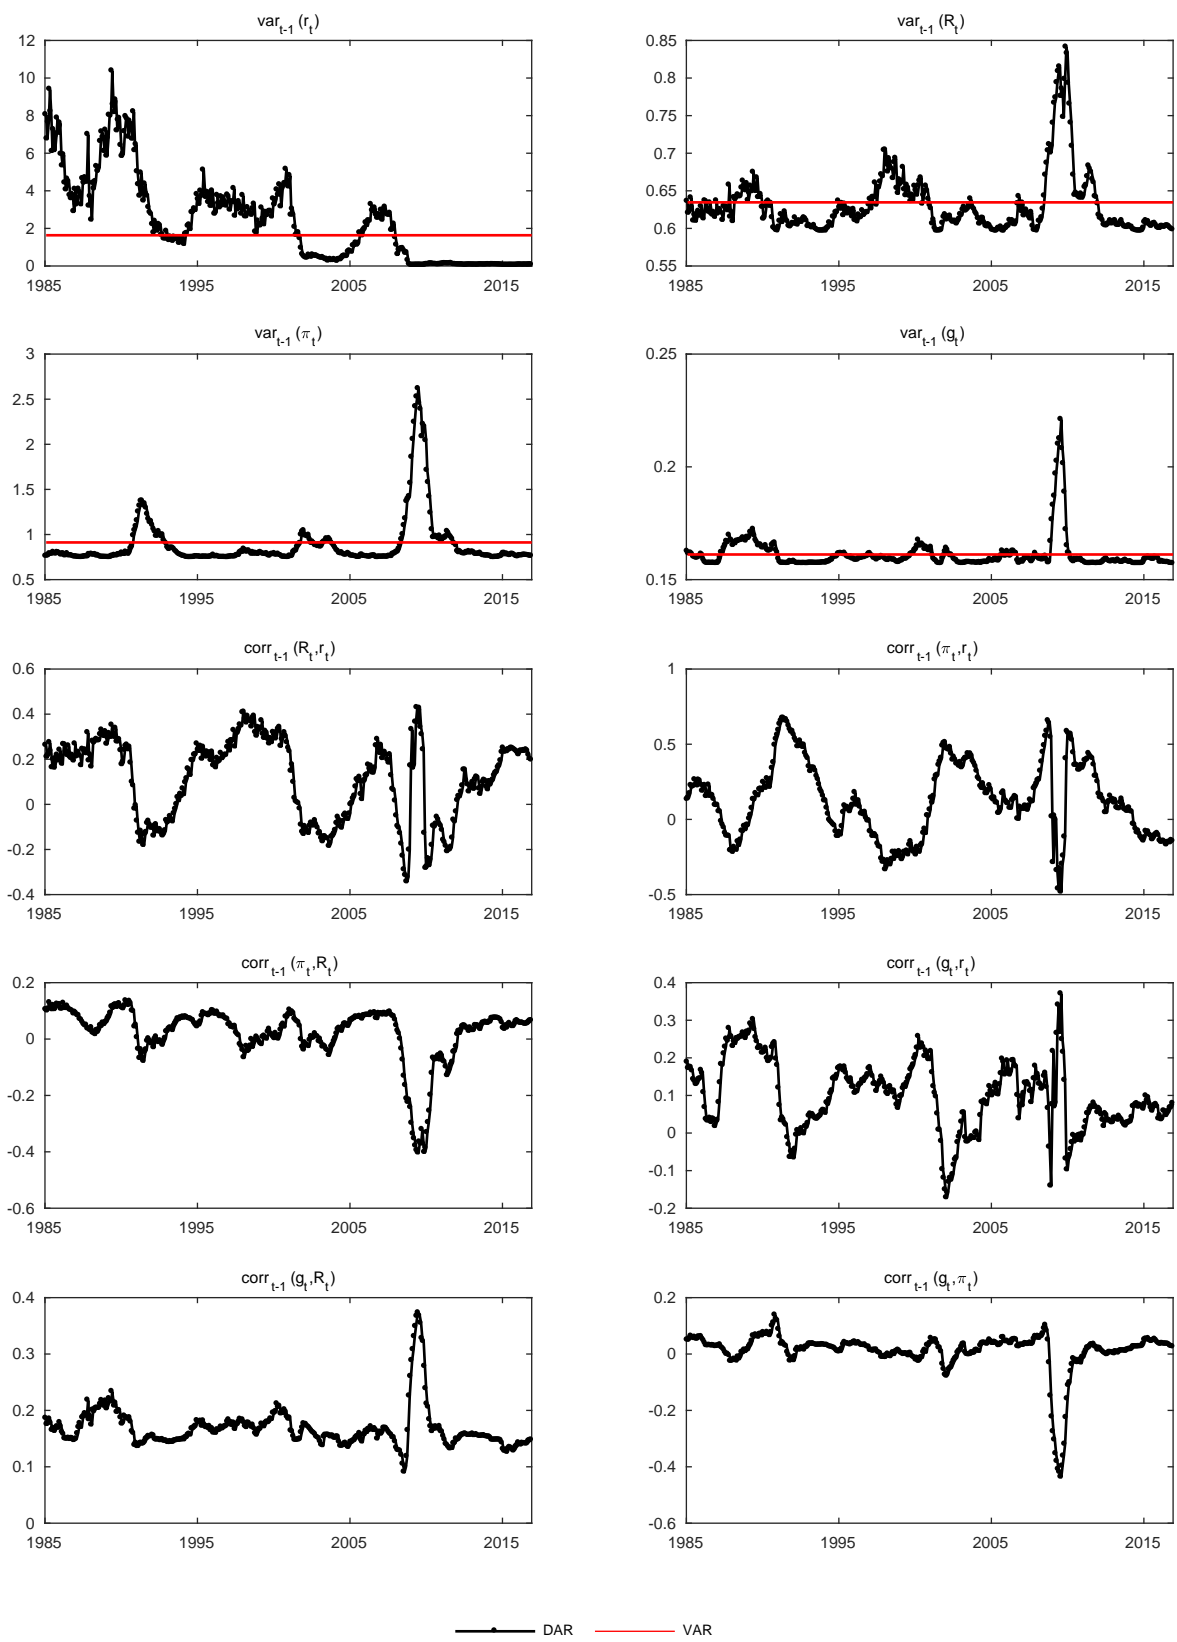 var_{t-1} (r_t) var_{t-1} (R_t)
12 0.85
10 0.8
8 0.75
6 0.7
4 0.65
2 0.6
0 0.55
1985 1995 2005 2015 1985 1995 2005 2015
var_{t-1} (π_t) var_{t-1} (g_t)
3 0.25
2.5
2 0.2
1.5
1
0.5 0.15
1985 1995 2005 2015 1985 1995 2005 2015
corr_{t-1} (R_t,r_t) corr_{t-1} (π_t,r_t)
0.6 1
0.4
0.2 0.5
0 0
-0.2
-0.4 -0.5
1985 1995 2005 2015 1985 1995 2005 2015
corr_{t-1} (π_t,R_t) corr_{t-1} (g_t,r_t)
0.2 0.4
0 0.3
-0.2 0.2
-0.4 0.1
-0.6 0
-0.1
-0.2
1985 1995 2005 2015 1985 1995 2005 2015
corr_{t-1} (g_t,R_t) corr_{t-1} (g_t,π_t)
0.4 0.2
0.3 0
0.2 -0.2
0.1 -0.4
0 -0.6
1985 1995 2005 2015 1985 1995 2005 2015
DAR VAR